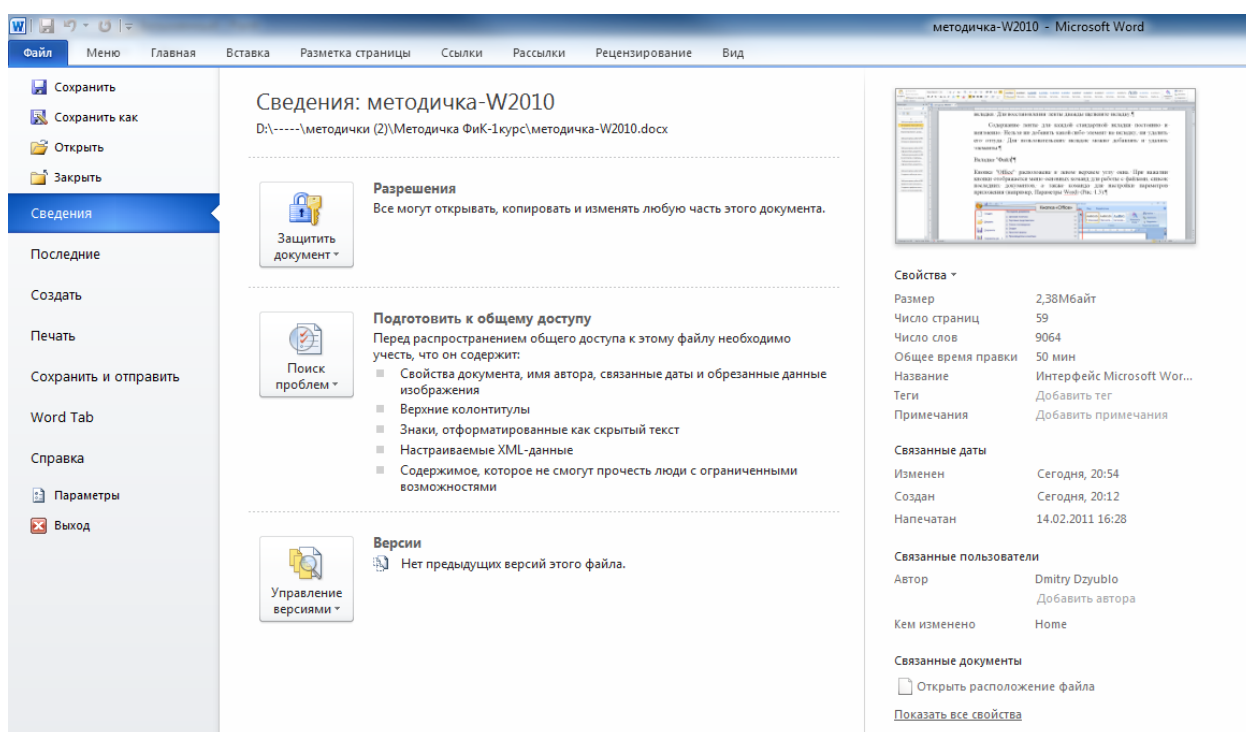 методичка-W2010 - Microsoft Word
Файл Меню Главная Вставка Разметка страницы Ссылки Рассылки Рецензирование Вид
Сохранить
Сохранить как
Открыть
Закрыть
Сведения
Последние
Создать
Печать
Сохранить и отправить
Word Tab
Справка
Параметры
Выход
Сведения: методичка-W2010
D:\-----\методички (2)\Методичка ФиК-1курс\методичка-W2010.docx
Защитить
документ
Разрешения
Все могут открывать, копировать и изменять любую часть этого документа.
Поиск
проблем
Подготовить к общему доступу
Перед распространением общего доступа к этому файлу необходимо
учесть, что он содержит:
Свойства документа, имя автора, связанные даты и обрезанные данные
изображения
Верхние колонтитулы
Знаки, отформатированные как скрытый текст
Настраиваемые XML-данные
Содержимое, которое не смогут прочесть люди с ограниченными
возможностями
Управление
версиями
Версии
Нет предыдущих версий этого файла.
Свойства
Размер 2,38Мбайт
Число страниц 59
Число слов 9064
Общее время правки 50 мин
Название Интерфейс Microsoft Wor...
Теги Добавить тег
Примечания Добавить примечания
Связанные даты
Изменен Сегодня, 20:54
Создан Сегодня, 20:12
Напечатан 14.02.2011 16:28
Связанные пользователи
Автор Dmitry Dzyublo
Добавить автора
Кем изменено Home
Связанные документы
Открыть расположение файла
Показать все свойства